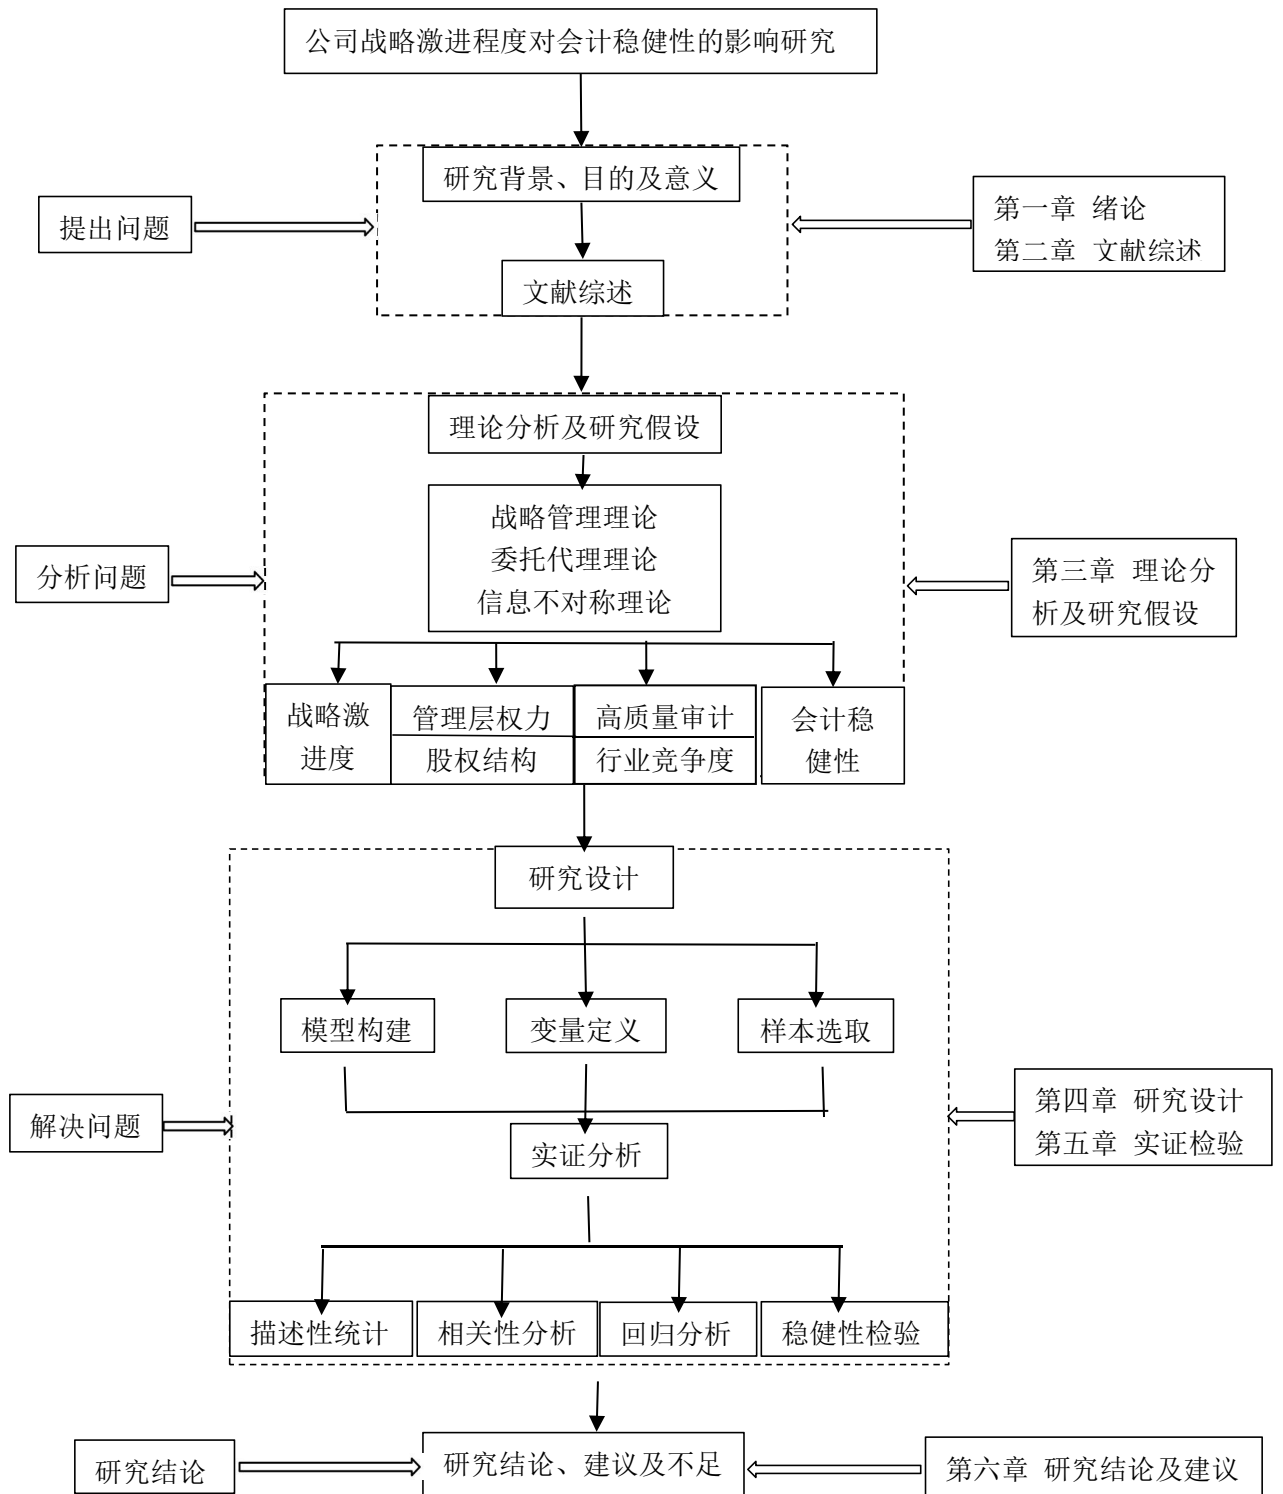 公司战略激进程度对会计稳健性的影响研究
研究背景、目的及意义
提出问题
第一章 绪论
第二章 文献综述
文献综述
理论分析及研究假设
战略管理理论
委托代理理论
信息不对称理论
分析问题
第三章 理论分
析及研究假设
战略激
进度
管理层权力
股权结构
高质量审计
行业竞争度
会计稳
健性
研究设计
模型构建
变量定义
样本选取
解决问题
第四章 研究设计
第五章 实证检验
实证分析
描述性统计
相关性分析
回归分析
稳健性检验
研究结论
研究结论、建议及不足
第六章 研究结论及建议